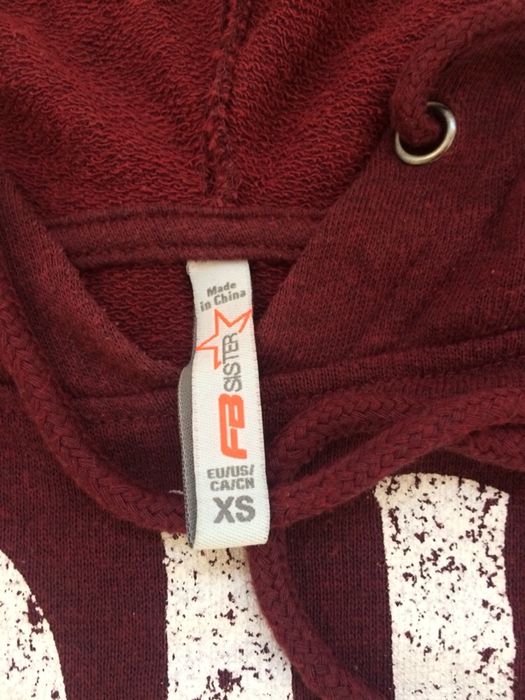 Made
in China
FB SISTER
EU/US/
CA/CN
XS